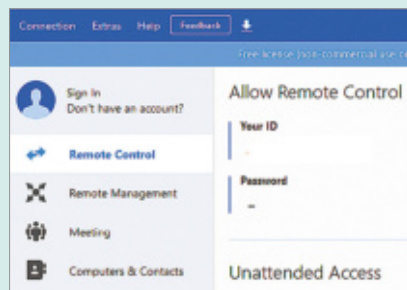 Connection Extras Help Feedback
Free license (non-commercial use
Sign In
Don't have an account?
Remote Control
Remote Management
Meeting
Computers & Contacts
Allow Remote Control
Your ID
Password
–
Unattended Access